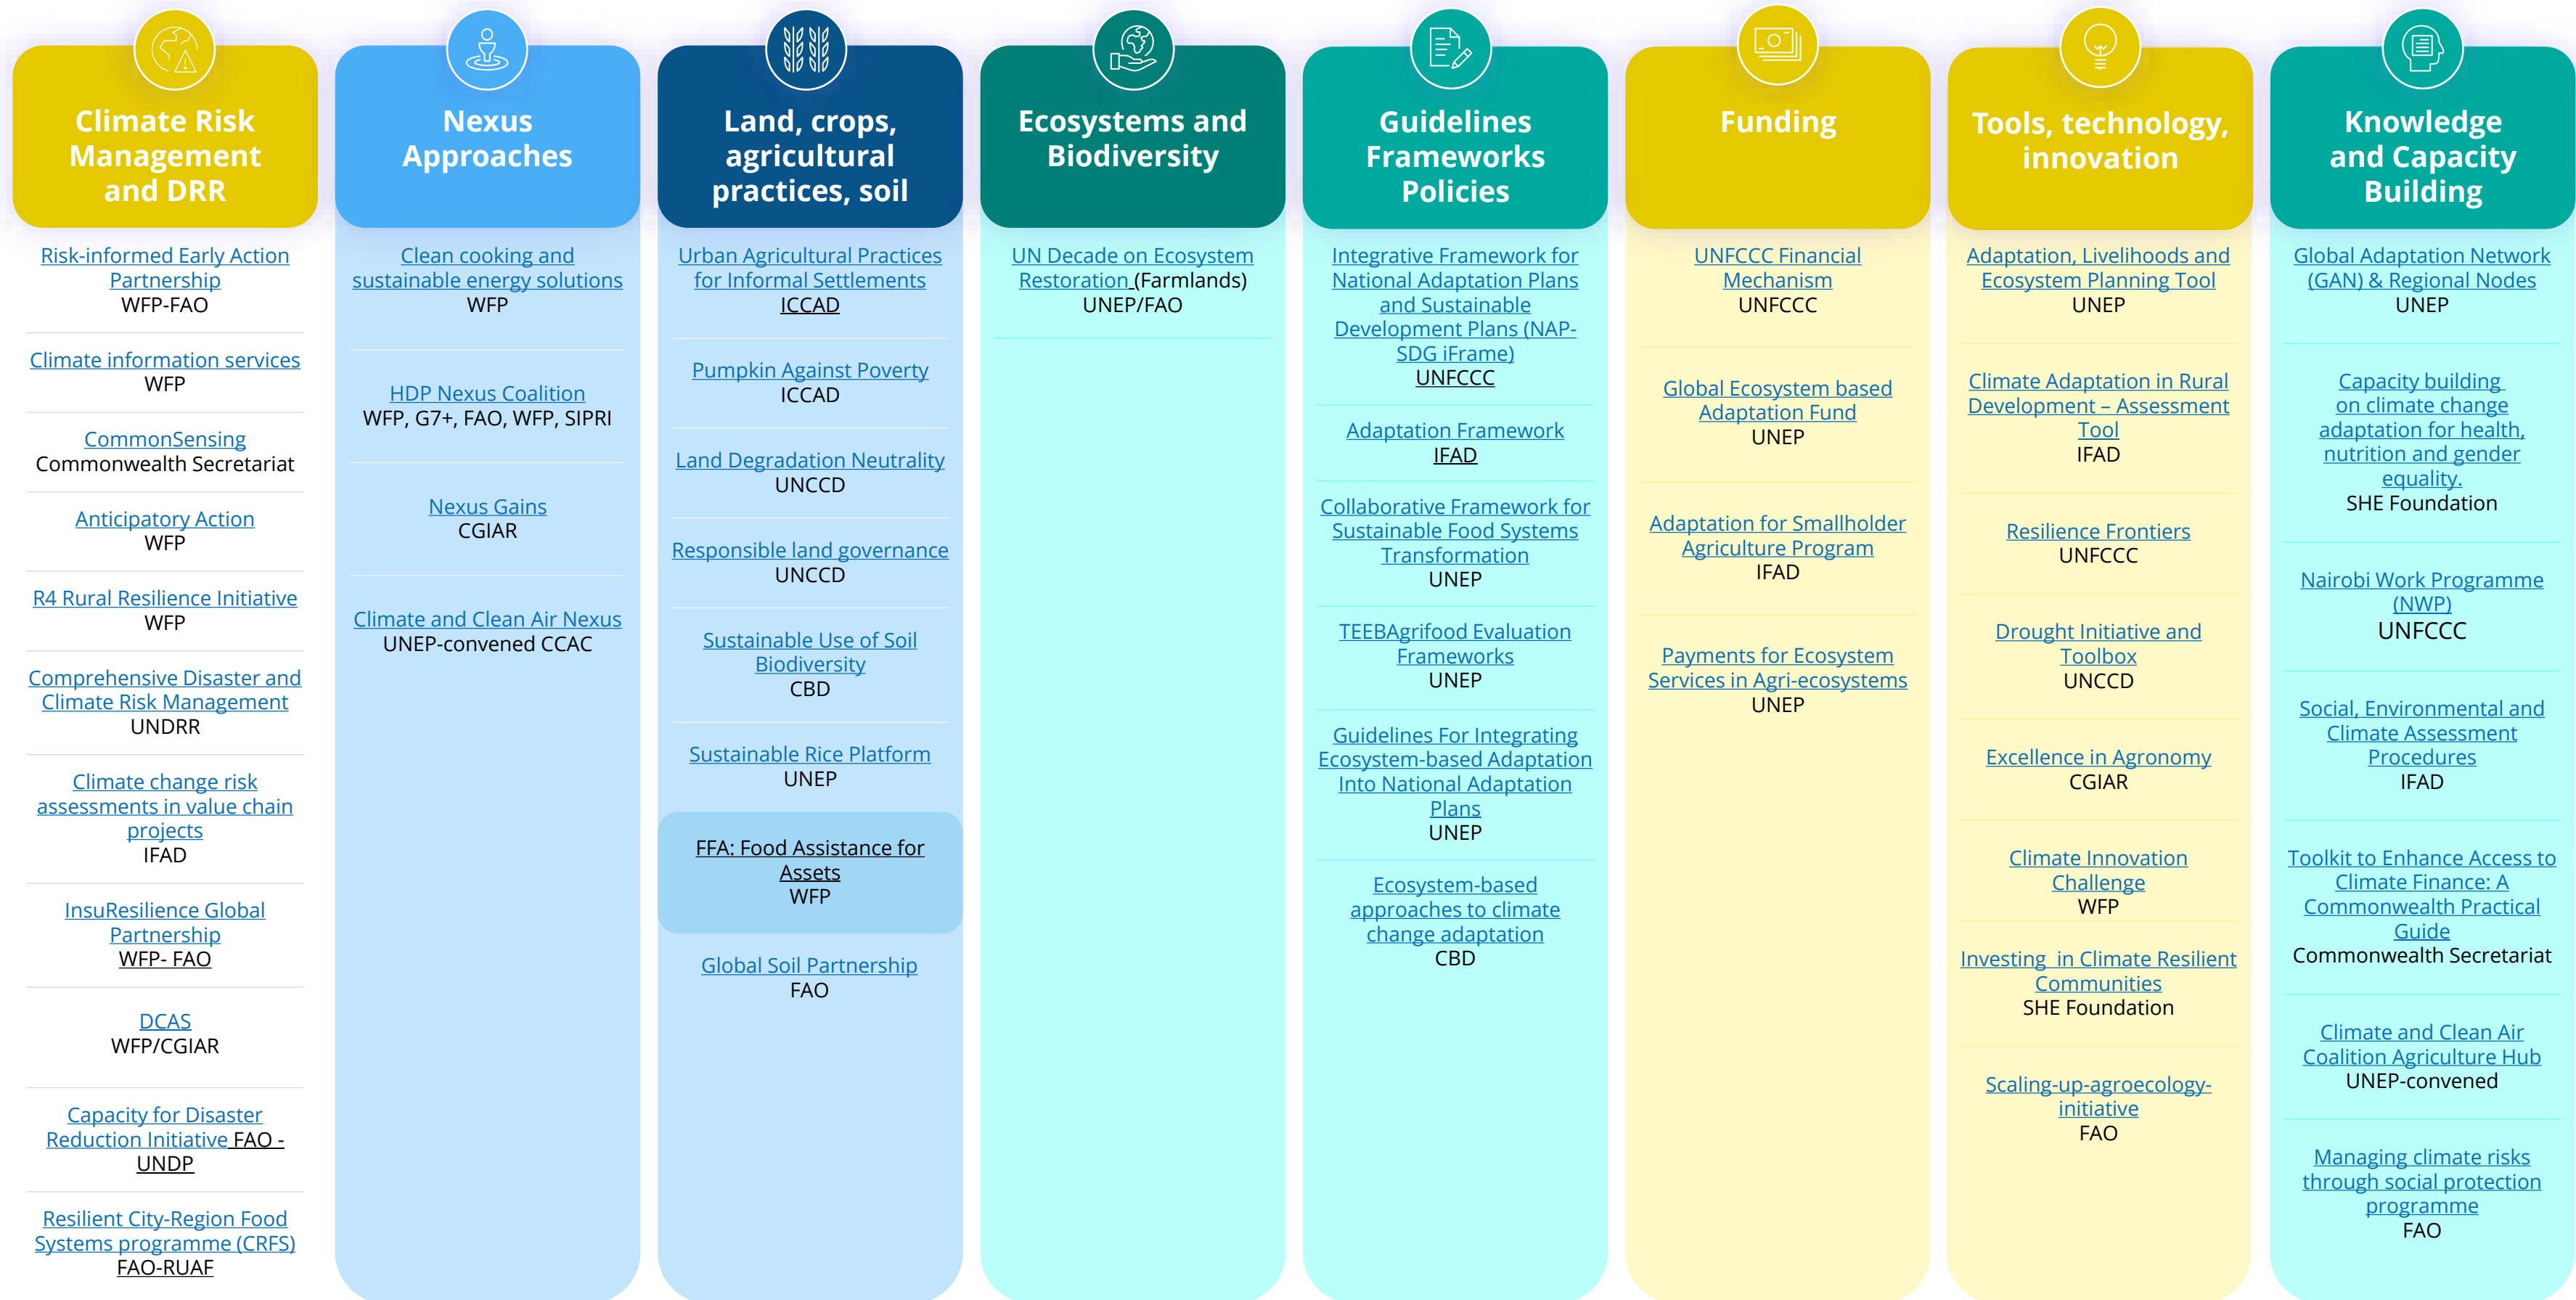 Climate Risk
Management
and DRR
Risk-informed Early Action
Partnership
WFP-FAO
Climate information services
WFP
CommonSensing
Commonwealth Secretariat
Anticipatory Action
WFP
R4 Rural Resilience Initiative
WFP
Comprehensive Disaster and
Climate Risk Management
UNDRR
Climate change risk
assessments in value chain
projects
IFAD
InsuResilience Global
Partnership
WFP- FAO
DCAS
WFP/CGIAR
Capacity for Disaster
Reduction Initiative FAO -
UNDP
Resilient City-Region Food
Systems programme (CRFS)
FAO-RUAF
Nexus
Approaches
Clean cooking and
sustainable energy solutions
WFP
HDP Nexus Coalition
WFP, G7+, FAO, WFP, SIPRI
Nexus Gains
CGIAR
Climate and Clean Air Nexus
UNEP-convened CCAC
Land, crops,
agricultural
practices, soil
Urban Agricultural Practices
for Informal Settlements
ICCAD
Pumpkin Against Poverty
ICCAD
Land Degradation Neutrality
UNCCD
Responsible land governance
UNCCD
Sustainable Use of Soil
Biodiversity
CBD
Sustainable Rice Platform
UNEP
FFA: Food Assistance for
Assets
WFP
Global Soil Partnership
FAO
Ecosystems and
Biodiversity
UN Decade on Ecosystem
Restoration (Farmlands)
UNEP/FAO
Guidelines
Frameworks
Policies
Integrative Framework for
National Adaptation Plans
and Sustainable
Development Plans (NAP-
SDG iFrame)
UNFCCC
Adaptation Framework
IFAD
Collaborative Framework for
Sustainable Food Systems
Transformation
UNEP
TEEBAgrifood Evaluation
Frameworks
UNEP
Guidelines For Integrating
Ecosystem-based Adaptation
Into National Adaptation
Plans
UNEP
Ecosystem-based
approaches to climate
change adaptation
CBD
Funding
UNFCCC Financial
Mechanism
UNFCCC
Global Ecosystem based
Adaptation Fund
UNEP
Adaptation for Smallholder
Agriculture Program
IFAD
Payments for Ecosystem
Services in Agri-ecosystems
UNEP
Tools, technology,
innovation
Adaptation, Livelihoods and
Ecosystem Planning Tool
UNEP
Climate Adaptation in Rural
Development – Assessment
Tool
IFAD
Resilience Frontiers
UNFCCC
Drought Initiative and
Toolbox
UNCCD
Excellence in Agronomy
CGIAR
Climate Innovation
Challenge
WFP
Investing in Climate Resilient
Communities
SHE Foundation
Scaling-up-agroecology-
initiative
FAO
Knowledge
and Capacity
Building
Global Adaptation Network
(GAN) & Regional Nodes
UNEP
Capacity building
on climate change
adaptation for health,
nutrition and gender
equality.
SHE Foundation
Nairobi Work Programme
(NWP)
UNFCCC
Social, Environmental and
Climate Assessment
Procedures
IFAD
Toolkit to Enhance Access to
Climate Finance: A
Commonwealth Practical
Guide
Commonwealth Secretariat
Climate and Clean Air
Coalition Agriculture Hub
UNEP-convened
Managing climate risks
through social protection
programme
FAO